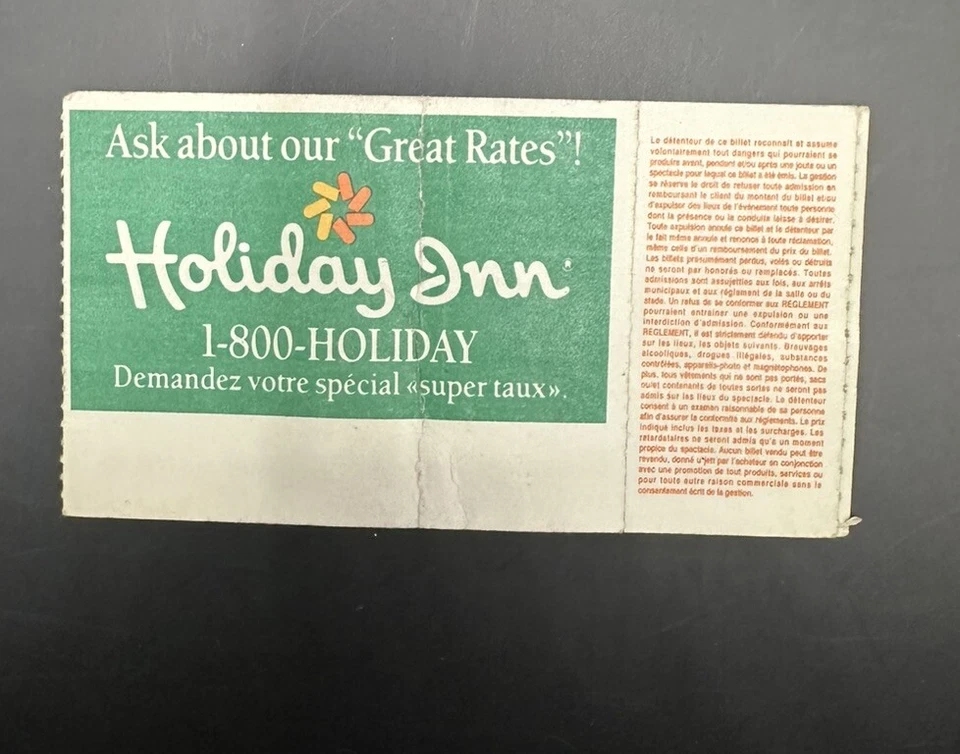 Ask about our “Great Rates”!
Holiday Inn®
1-800-HOLIDAY
Demandez votre spécial «super taux».
Le détenteur de ce billet reconnait et assume
volontairement tout dangers qui pourraient se
produire avant, pendant et/ou après une joute ou un
spectacle pour lequel ce billet a été émis. La gestion
se réserve le droit de refuser toute admission en
remboursant le client du montant du billet et/ou
d'expulsor des lieux de l'événement toute personne
dont la présence ou la conduite laisse à désirer.
Toute expulsion annule ce billet et le détenteur par
le fait même annule et renonce à toute réclamation,
même celle d'un remboursement du prix du billet.
Les billets présumément perdus, volés ou détruits
ne seront par honorés ou remplacés. Toutes
admissions sont assujetties aux lois, aux arrêts
municipaux et aux règlement de la salle ou du
stade. Un refus de se conformer aux REGLEMENT
pourraient entrainer une expulsion ou une
interdiction d'admission. Conformément aux
REGLEMENT, il est strictement défendu d'apporter
sur les lieux, les objets suivants. Breuvages
alcooliques, drogues illégales, substances
contrôlées, appareils-photo et magnétophones. De
plus, tous vêtements qui ne sont pas portés, sacs
ou/et contenants de toutes sortes ne seront pas
admis sur las lieux du spectacle. Le détenteur
consent à un examen raisonnable de sa personne
afin d'assurer la conformité aux réglements. Le prix
indiqué inclus les taxes et les surcharges. Les
retardataires ne seront admis qu'a un moment
propice du spectacle. Aucun billet vendu peut être
revendu, donné par l'acheteur en conjonction
avec une promotion de tout produits, services ou
pour toute autre raison commerciale sans le
consentement écrit de la gestion.